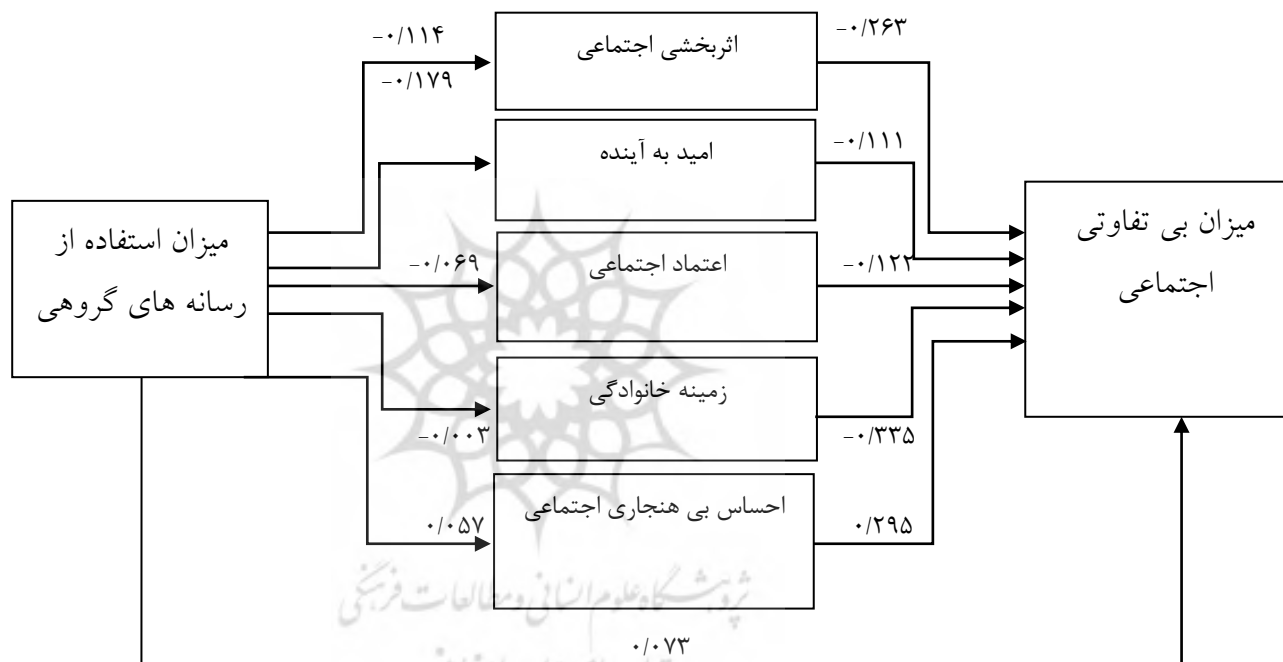 -۰/۱۱۴
اثربخشی اجتماعی
-۰/۲۶۳
-۰/۱۷۹
امید به آینده
-۰/۱۱۱
میزان استفاده از
رسانه های گروهی
-۰/۰۶۹
اعتماد اجتماعی
-۰/۱۲۲
میزان بی تفاوتی
اجتماعی
زمینه خانوادگی
-۰/۰۰۳
-۰/۳۳۵
احساس بی هنجاری اجتماعی
۰/۰۵۷
۰/۲۹۵
پژوهشگاه علوم انسانی و مطالعات فرهنگی
۰/۰۷۳